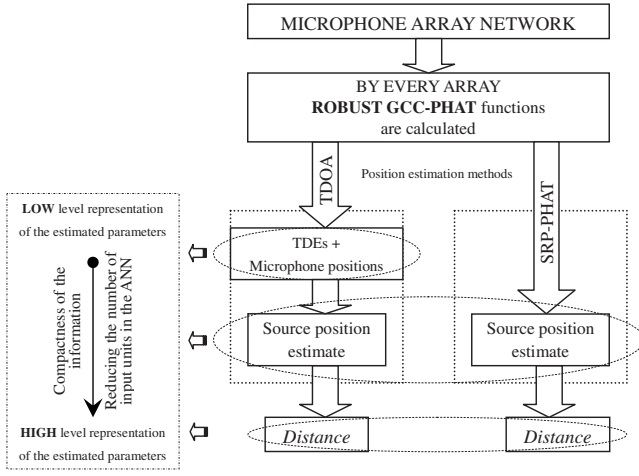 MICROPHONE ARRAY NETWORK
BY EVERY ARRAY
ROBUST GCC-PHAT functions
are calculated
TDOA
Position estimation methods
SRP-PHAT
LOW level representation
of the estimated parameters
TDEs +
Microphone positions
Compactness of the
information
Reducing the number of
input units in the ANN
Source position
estimate
Source position
estimate
HIGH level representation
of the estimated parameters
Distance
Distance